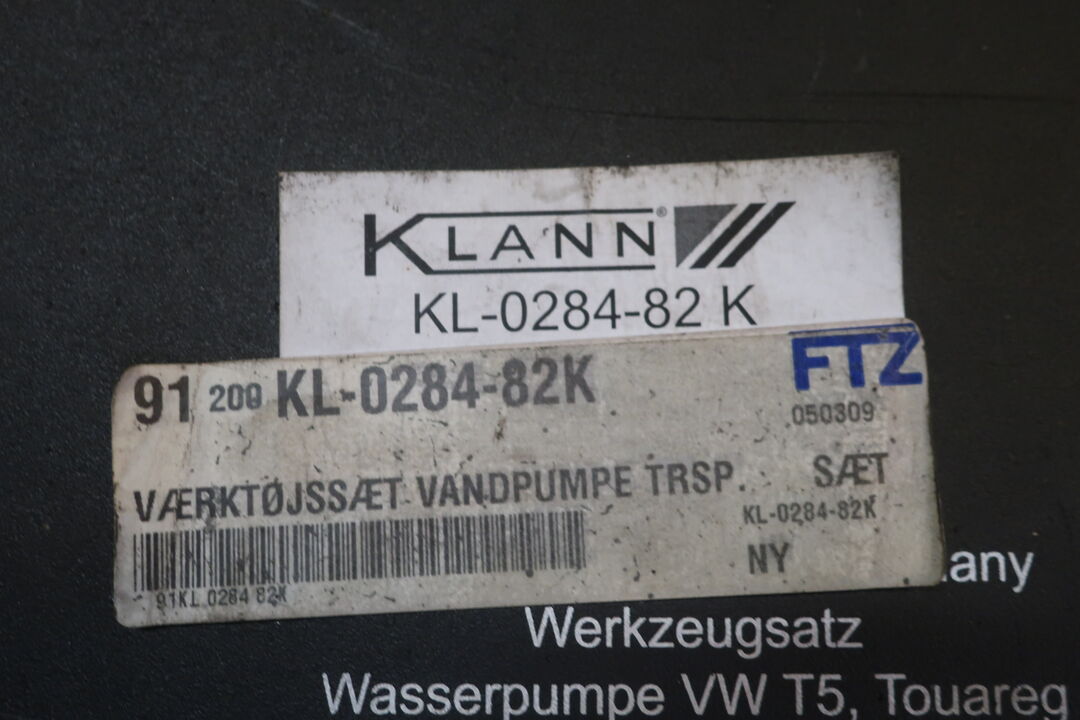 KLANN®
KL-0284-82 K
91 200 KL-0284-82K
FTZ
050309
VÆRKTØJSSÆT VANDPUMPE TRSP. SÆT
KL-0284-82K
NY
91KL 0284 82K
Werkzeugsatz
Wasserpumpe VW T5, Touareg